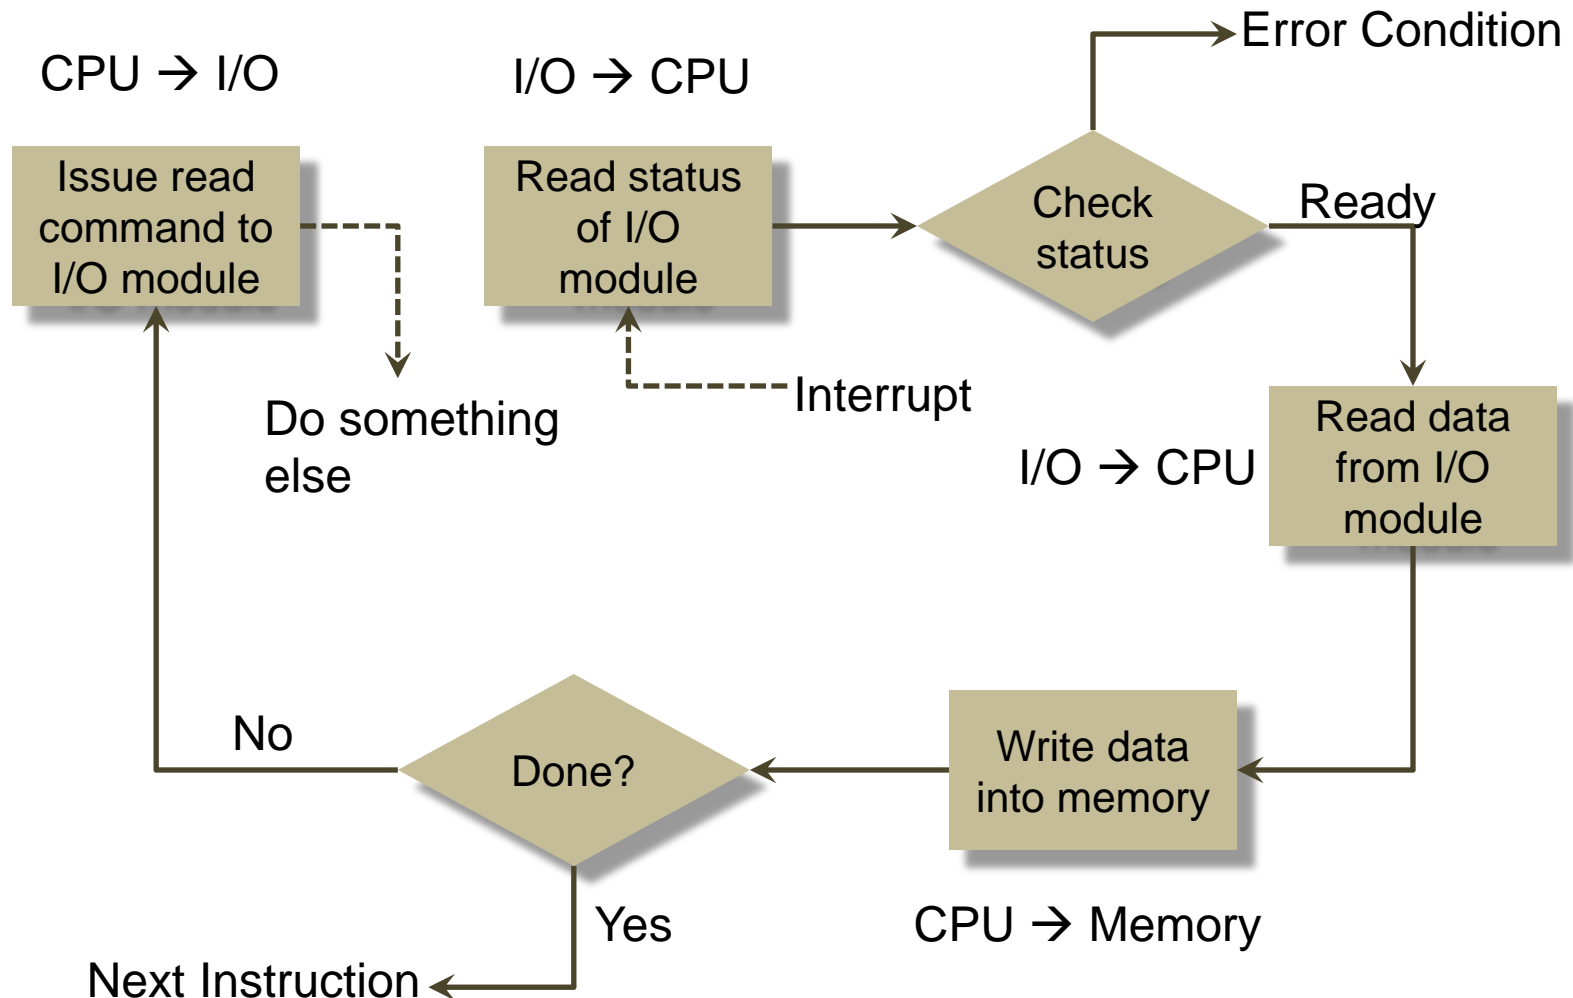 Error Condition
CPU → I/O
I/O → CPU
Issue read
command to
I/O module
Read status
of I/O
module
Check
status
Ready
Do something
else
Interrupt
I/O → CPU
Read data
from I/O
module
No
Done?
Write data
into memory
Yes
CPU → Memory
Next Instruction